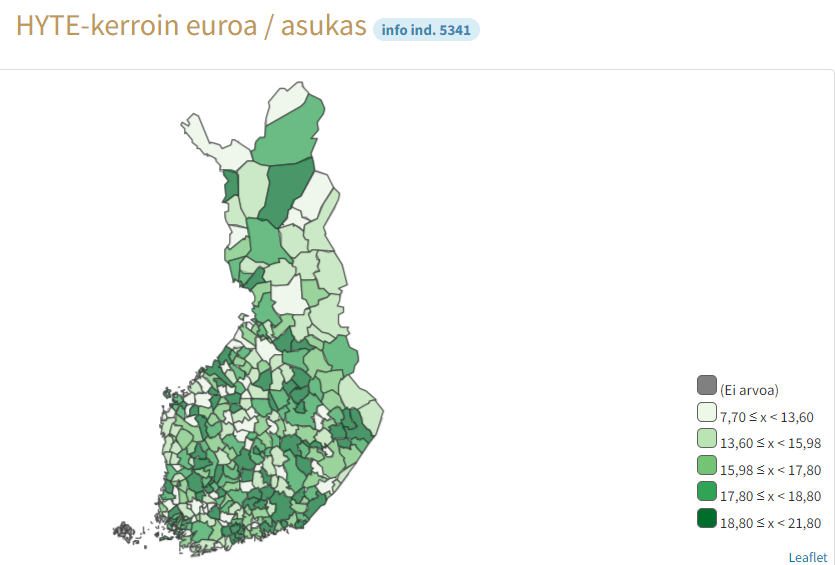 HYTE-kerroin euroa / asukas info ind. 5341
(Ei arvoa)
7,70 ≤ x < 13,60
13,60 ≤ x < 15,98
15,98 ≤ x < 17,80
17,80 ≤ x < 18,80
18,80 ≤ x < 21,80
Leaflet